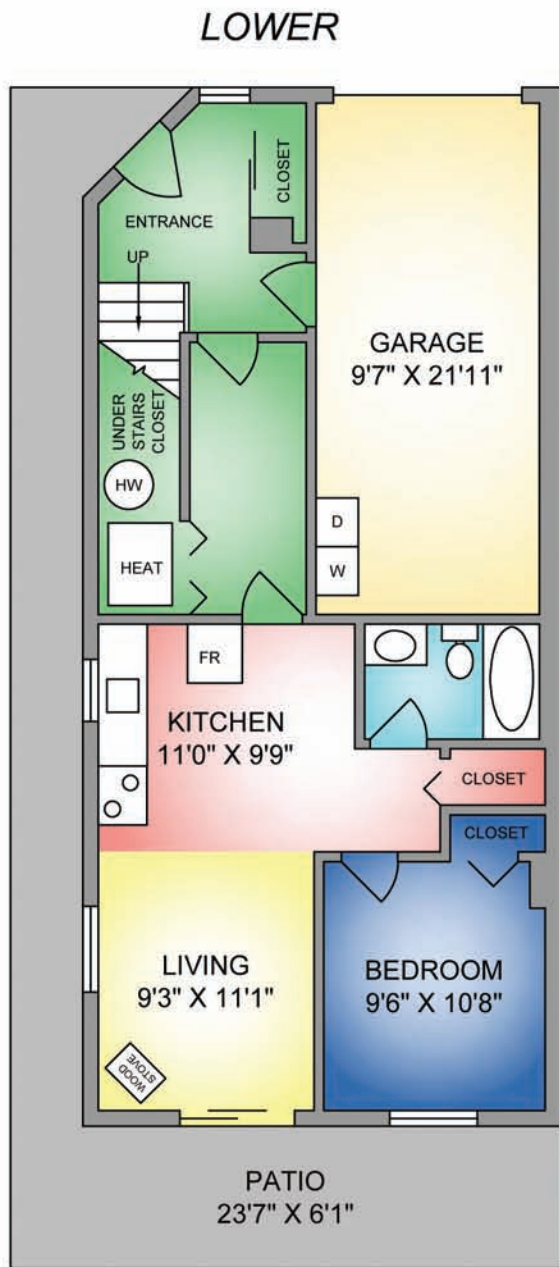 LOWER
CLOSET
ENTRANCE
UP
GARAGE
9'7" X 21'11"
UNDER
STAIRS
CLOSET
HW
HEAT
D
W
FR
KITCHEN
11'0" X 9'9"
CLOSET
CLOSET
LIVING
9'3" X 11'1"
BEDROOM
9'6" X 10'8"
WOOD
STOVE
PATIO
23'7" X 6'1"